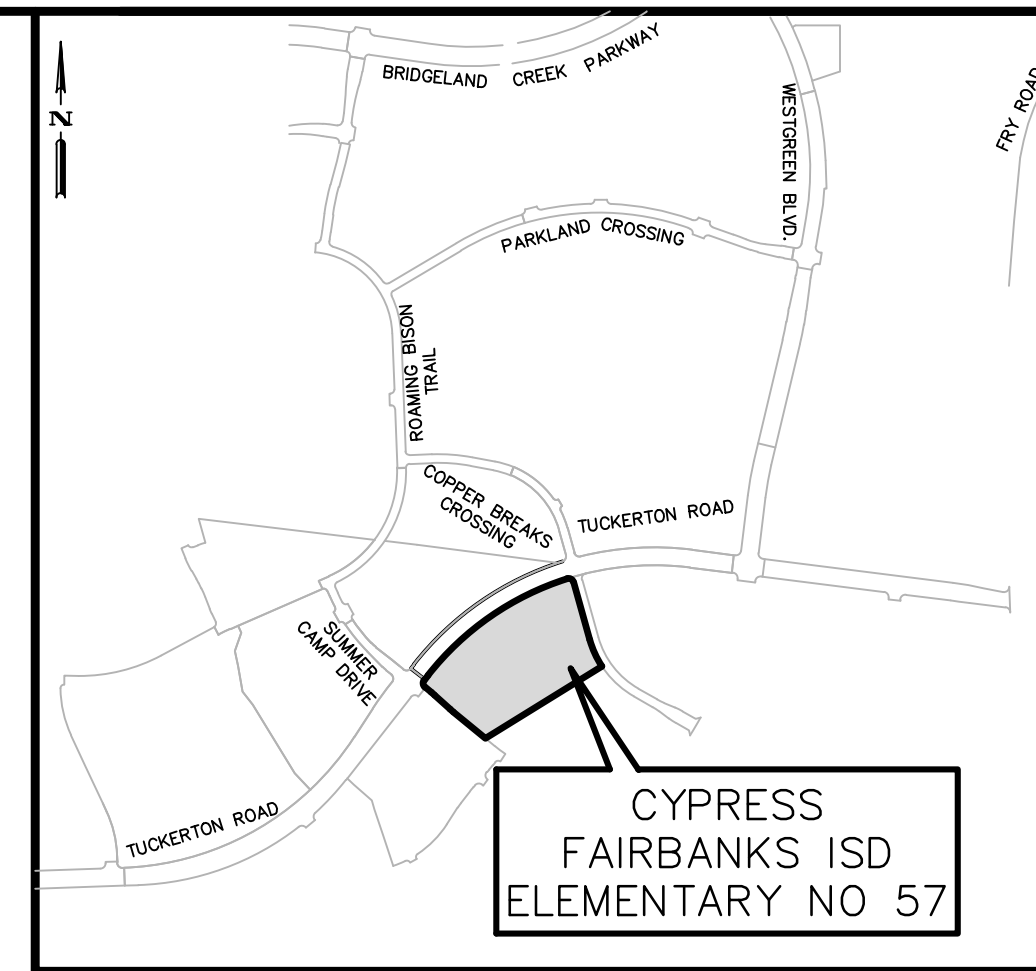 BRIDGELAND CREEK PARKWAY
N
WESTGREEN BLVD.
FRY ROAD
PARKLAND CROSSING
ROAMING BISON
TRAIL
COPPER BREAKS
CROSSING
TUCKERTON ROAD
SUMMER
CAMP DRIVE
TUCKERTON ROAD
CYPRESS
FAIRBANKS ISD
ELEMENTARY NO 57